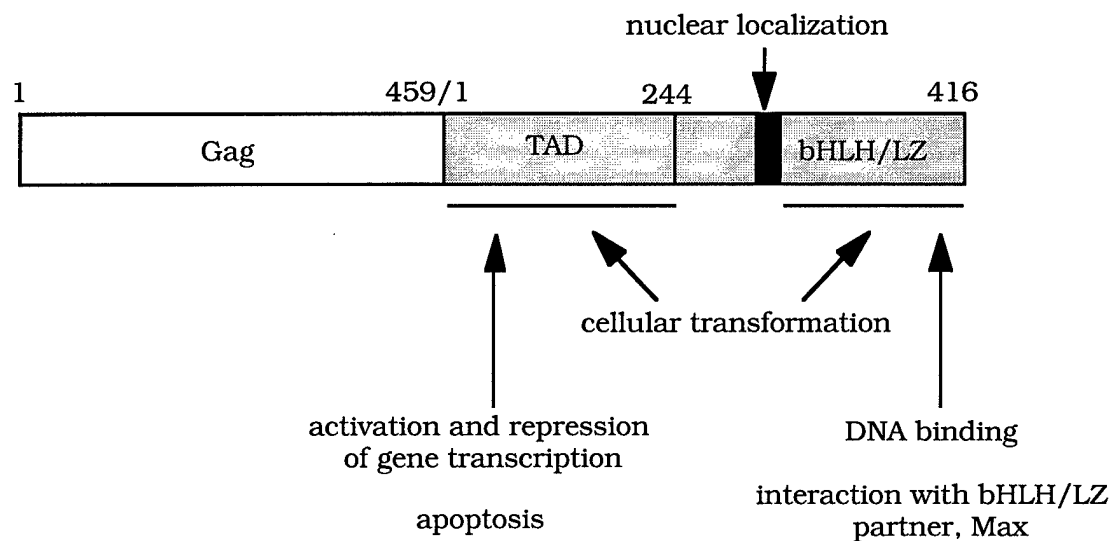 nuclear localization
1 459/1 244 416
Gag TAD bHLH/LZ
cellular transformation
activation and repression
of gene transcription
apoptosis
DNA binding
interaction with bHLH/LZ
partner, Max